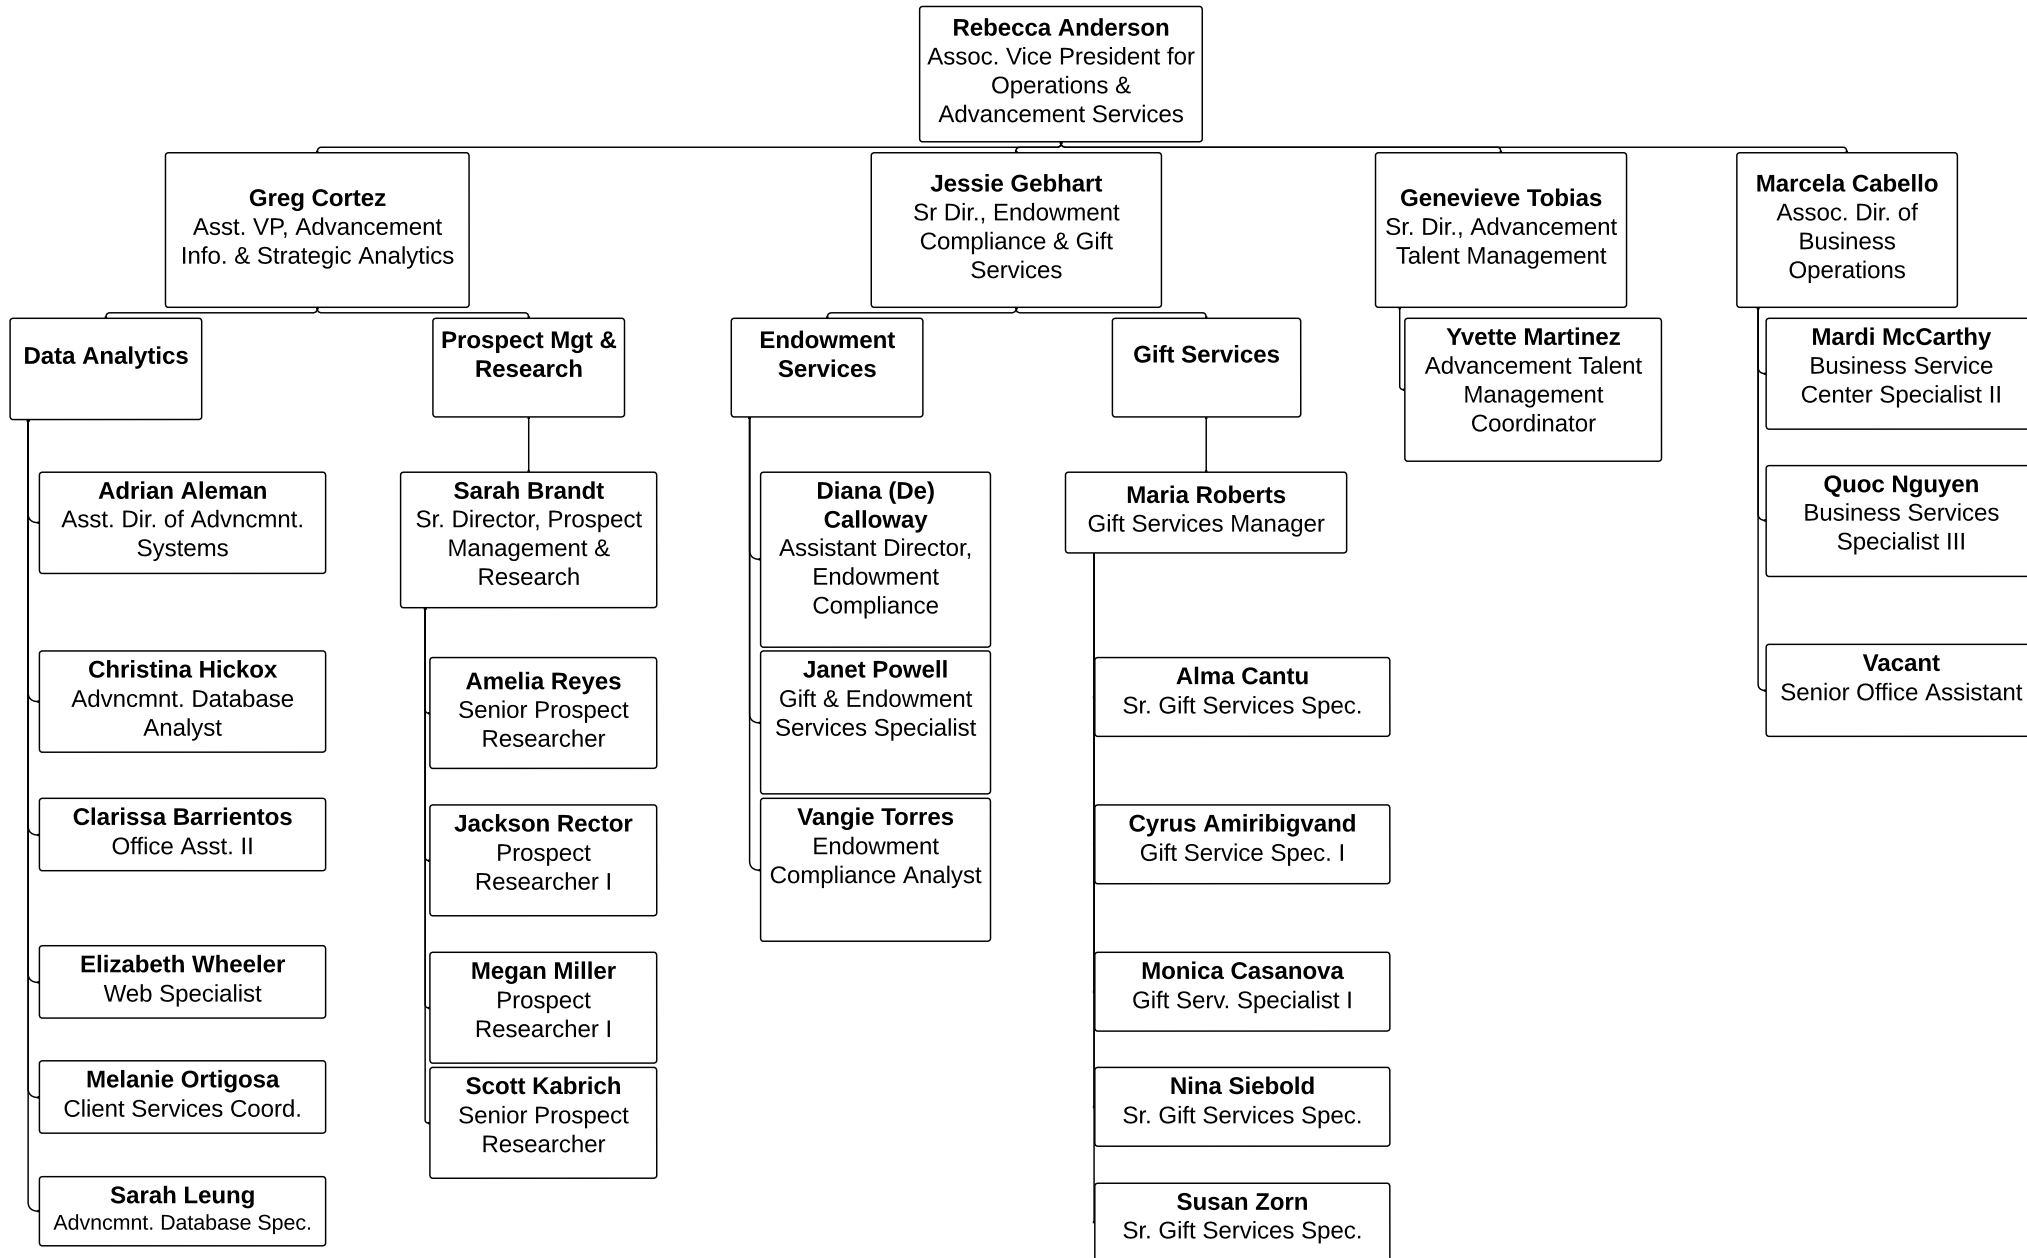 Rebecca Anderson
Assoc. Vice President for
Operations &
Advancement Services
Greg Cortez
Asst. VP, Advancement
Info. & Strategic Analytics
Jessie Gebhart
Sr Dir., Endowment
Compliance & Gift
Services
Genevieve Tobias
Sr. Dir., Advancement
Talent Management
Marcela Cabello
Assoc. Dir. of
Business
Operations
Data Analytics
Prospect Mgt &
Research
Endowment
Services
Gift Services
Yvette Martinez
Advancement Talent
Management
Coordinator
Mardi McCarthy
Business Service
Center Specialist II
Adrian Aleman
Asst. Dir. of Advncmnt.
Systems
Sarah Brandt
Sr. Director, Prospect
Management &
Research
Diana (De)
Calloway
Assistant Director,
Endowment
Compliance
Maria Roberts
Gift Services Manager
Quoc Nguyen
Business Services
Specialist III
Christina Hickox
Advncmnt. Database
Analyst
Amelia Reyes
Senior Prospect
Researcher
Janet Powell
Gift & Endowment
Services Specialist
Alma Cantu
Sr. Gift Services Spec.
Vacant
Senior Office Assistant
Clarissa Barrientos
Office Asst. II
Jackson Rector
Prospect
Researcher I
Vangie Torres
Endowment
Compliance Analyst
Cyrus Amiribigvand
Gift Service Spec. I
Elizabeth Wheeler
Web Specialist
Megan Miller
Prospect
Researcher I
Monica Casanova
Gift Serv. Specialist I
Melanie Ortigosa
Client Services Coord.
Scott Kabrich
Senior Prospect
Researcher
Nina Siebold
Sr. Gift Services Spec.
Sarah Leung
Advncmnt. Database Spec.
Susan Zorn
Sr. Gift Services Spec.